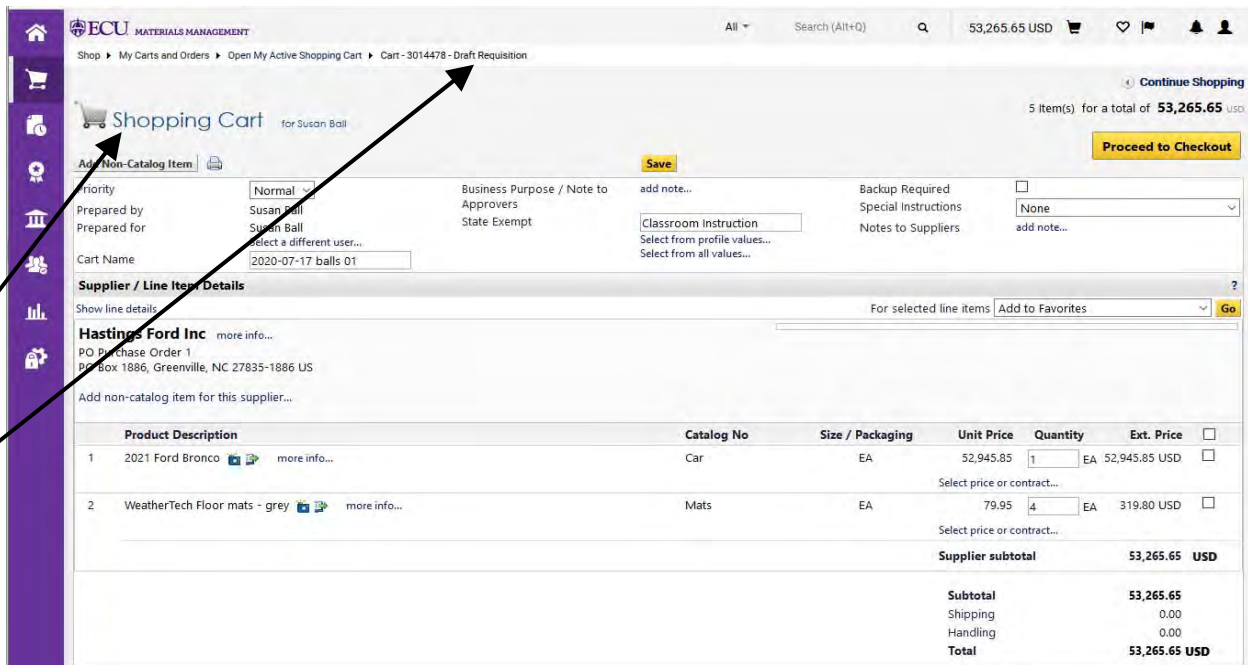 ECU MATERIALS MANAGEMENT All Search (Alt+Q) 53,265.65 USD
Shop My Carts and Orders Open My Active Shopping Cart Cart - 3014478 - Draft Requisition
Continue Shopping
5 Item(s) for a total of 53,265.65 USD
Shopping Cart for Susan Ball
Proceed to Checkout
Add Non-Catalog Item Save
Priority Normal Business Purpose / Note to Approvers add note... Backup Required
Prepared by Susan Ball Special Instructions None
Prepared for Susan Ball State Exempt Classroom Instruction Notes to Suppliers add note...
Select a different user... Select from profile values...
Cart Name 2020-07-17 balls 01 Select from all values...
Supplier / Line Item Details ?
Show line details For selected line items Add to Favorites Go
Hastings Ford Inc more info...
PO Purchase Order 1
PO Box 1886, Greenville, NC 27835-1886 US
Add non-catalog item for this supplier...
Product Description Catalog No Size / Packaging Unit Price Quantity Ext. Price
1 2021 Ford Bronco more info... Car EA 52,945.85 1 EA 52,945.85 USD
Select price or contract...
2 WeatherTech Floor mats - grey more info... Mats EA 79.95 4 EA 319.80 USD
Select price or contract...
Supplier subtotal 53,265.65 USD
Subtotal 53,265.65
Shipping 0.00
Handling 0.00
Total 53,265.65 USD